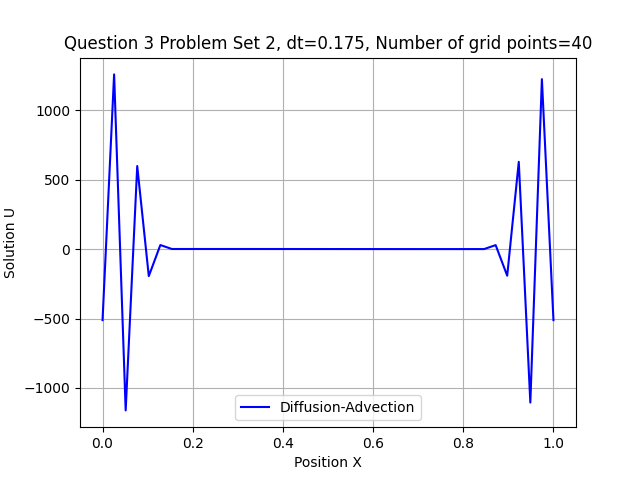 Question 3 Problem Set 2, dt=0.175, Number of grid points=40
1000
500
0
−500
−1000
Solution U
Diffusion-Advection
0.0 0.2 0.4 0.6 0.8 1.0
Position X